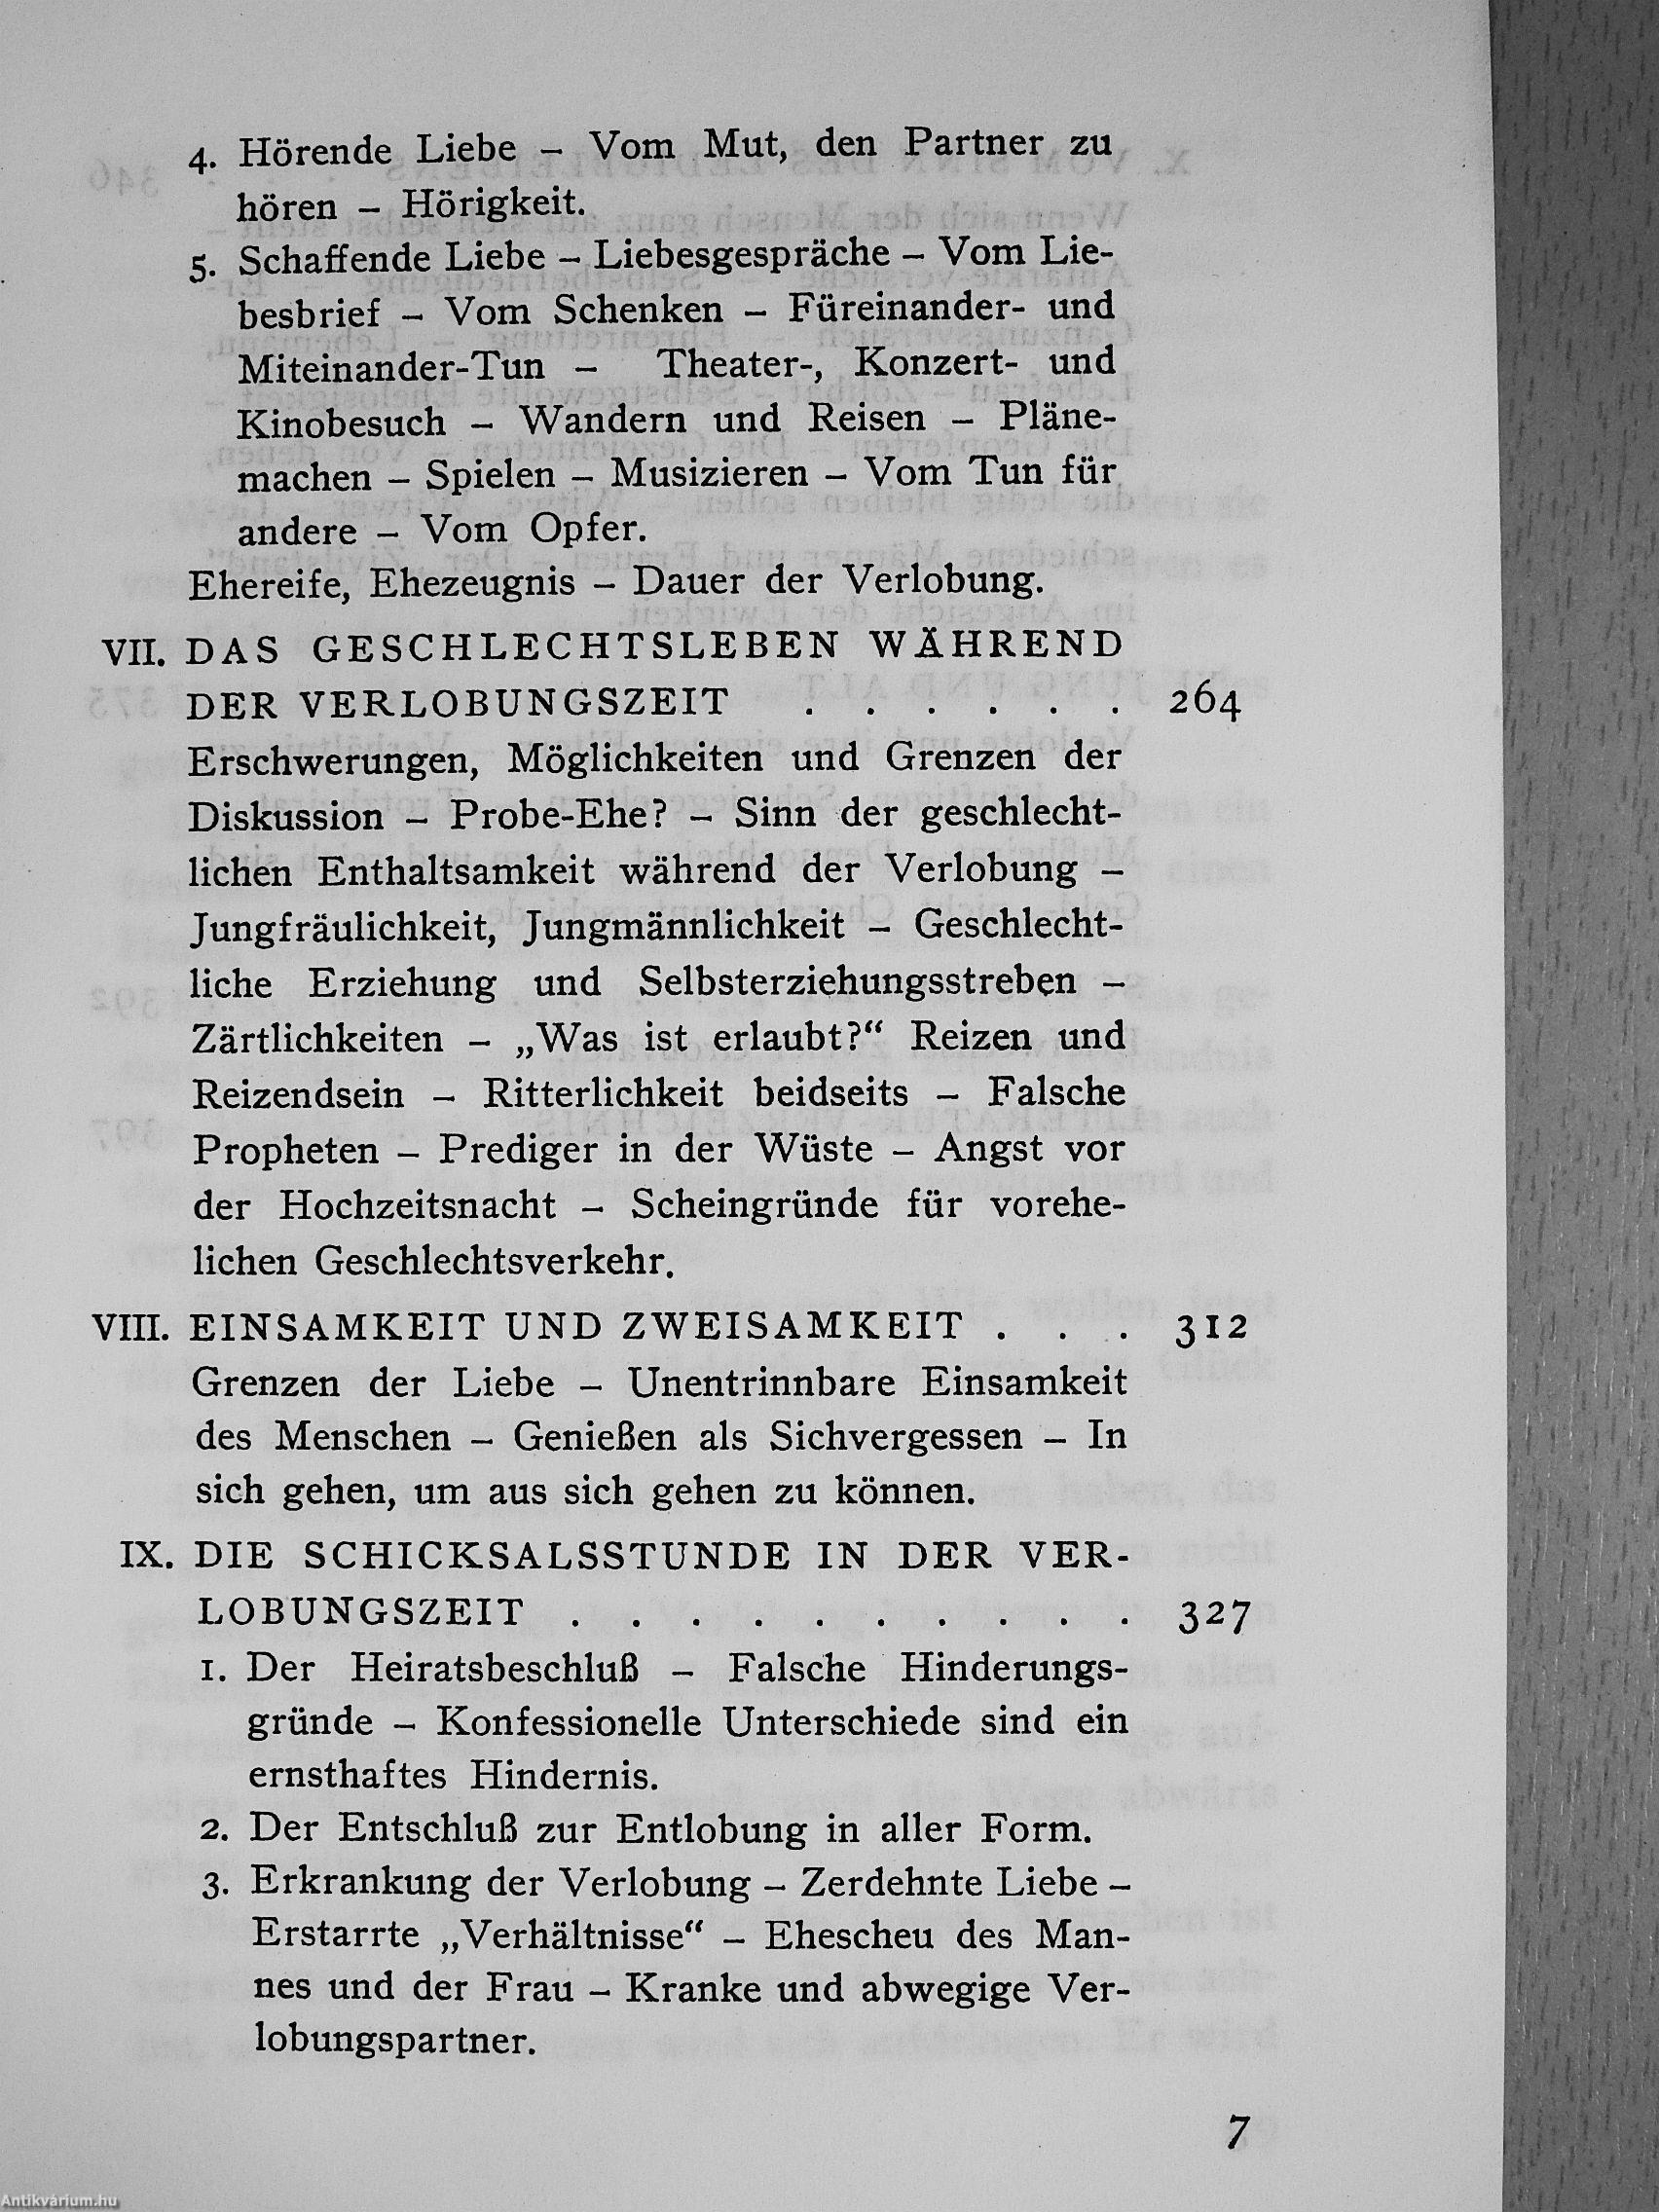 4. Hörende Liebe – Vom Mut, den Partner zu
hören – Hörigkeit.
5. Schaffende Liebe – Liebesgespräche – Vom Lie-
besbrief – Vom Schenken – Füreinander- und
Miteinander-Tun – Theater-, Konzert- und
Kinobesuch – Wandern und Reisen – Pläne-
machen – Spielen – Musizieren – Vom Tun für
andere – Vom Opfer.
Ehereife, Ehezeugnis – Dauer der Verlobung.
VII. DAS GESCHLECHTSLEBEN WÄHREND
DER VERLOBUNGSZEIT . . . . . . 264
Erschwerungen, Möglichkeiten und Grenzen der
Diskussion – Probe-Ehe? – Sinn der geschlecht-
lichen Enthaltsamkeit während der Verlobung –
Jungfräulichkeit, Jungmännlichkeit – Geschlecht-
liche Erziehung und Selbsterziehungsstreben –
Zärtlichkeiten – „Was ist erlaubt?“ Reizen und
Reizendsein – Ritterlichkeit beidseits – Falsche
Propheten – Prediger in der Wüste – Angst vor
der Hochzeitsnacht – Scheingründe für vorehe-
lichen Geschlechtsverkehr.
VIII. EINSAMKEIT UND ZWEISAMKEIT . . . 312
Grenzen der Liebe – Unentrinnbare Einsamkeit
des Menschen – Genießen als Sichvergessen – In
sich gehen, um aus sich gehen zu können.
IX. DIE SCHICKSALSSTUNDE IN DER VER-
LOBUNGSZEIT . . . . . . . . . . 327
1. Der Heiratsbeschluß – Falsche Hinderungs-
gründe – Konfessionelle Unterschiede sind ein
ernsthaftes Hindernis.
2. Der Entschluß zur Entlobung in aller Form.
3. Erkrankung der Verlobung – Zerdehnte Liebe –
Erstarrte „Verhältnisse“ – Ehescheu des Man-
nes und der Frau – Kranke und abwegige Ver-
lobungspartner.
7
Antikvárium.hu